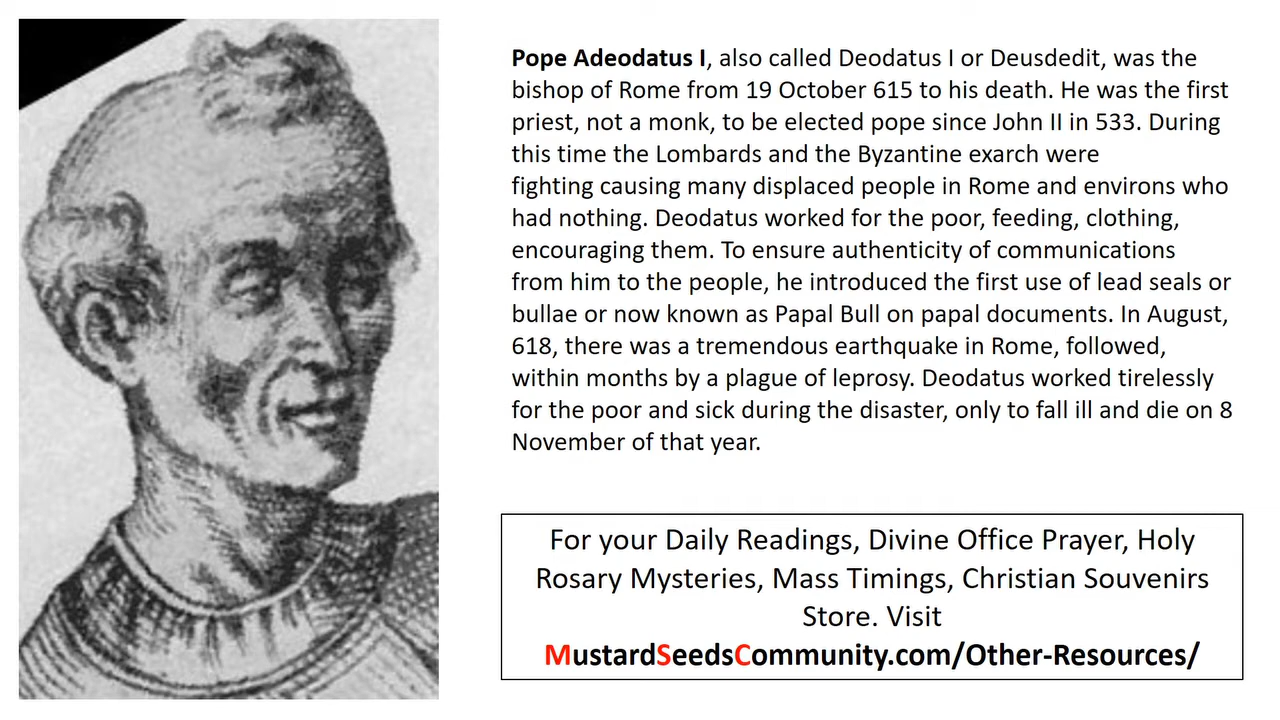 Pope Adeodatus I, also called Deodatus I or Deusdedit, was the
bishop of Rome from 19 October 615 to his death. He was the first
priest, not a monk, to be elected pope since John II in 533. During
this time the Lombards and the Byzantine exarch were
fighting causing many displaced people in Rome and environs who
had nothing. Deodatus worked for the poor, feeding, clothing,
encouraging them. To ensure authenticity of communications
from him to the people, he introduced the first use of lead seals or
bullae or now known as Papal Bull on papal documents. In August,
618, there was a tremendous earthquake in Rome, followed,
within months by a plague of leprosy. Deodatus worked tirelessly
for the poor and sick during the disaster, only to fall ill and die on 8
November of that year.
For your Daily Readings, Divine Office Prayer, Holy
Rosary Mysteries, Mass Timings, Christian Souvenirs
Store. Visit
MustardSeedsCommunity.com/Other-Resources/